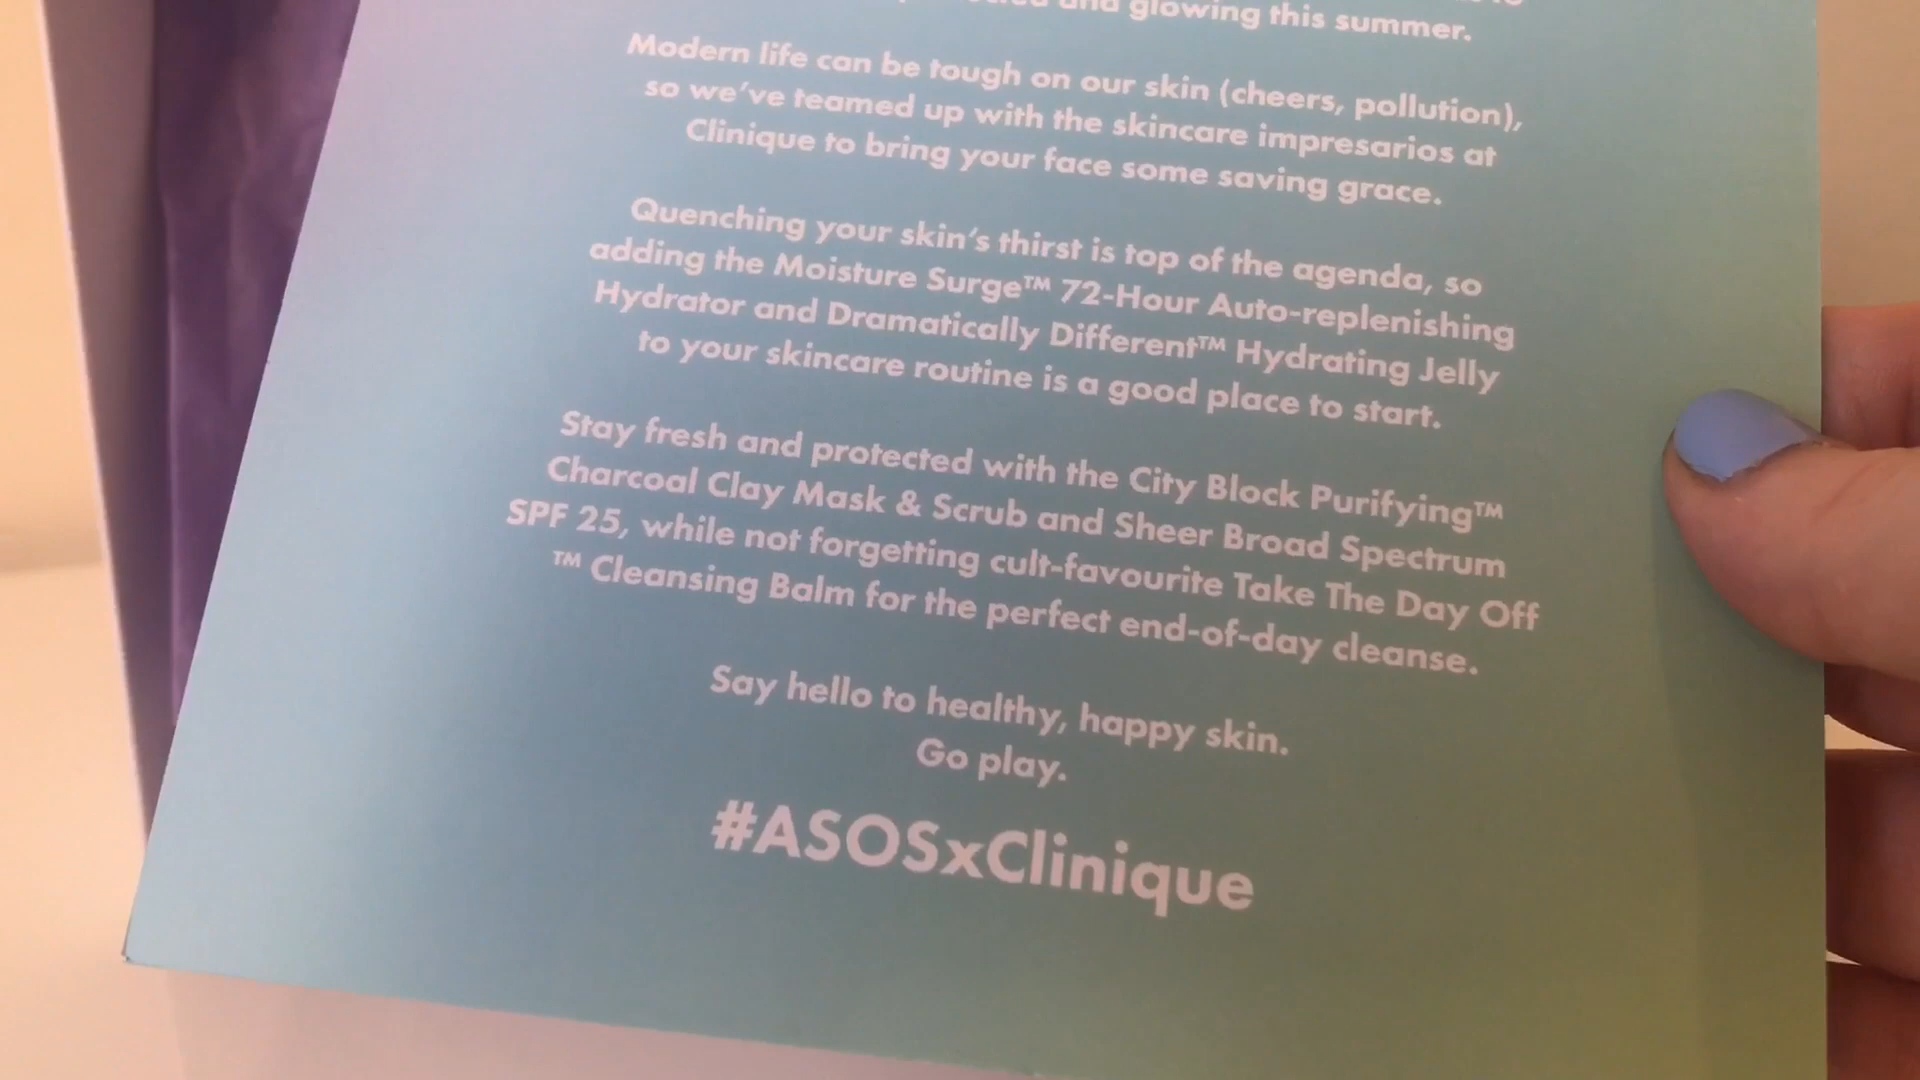 and glowing this summer.
Modern life can be tough on our skin (cheers, pollution),
so we've teamed up with the skincare impresarios at
Clinique to bring your face some saving grace.
Quenching your skin's thirst is top of the agenda, so
adding the Moisture Surge™ 72-Hour Auto-replenishing
Hydrator and Dramatically Different™ Hydrating Jelly
to your skincare routine is a good place to start.
Stay fresh and protected with the City Block Purifying™
Charcoal Clay Mask & Scrub and Sheer Broad Spectrum
SPF 25, while not forgetting cult-favourite Take The Day Off
™ Cleansing Balm for the perfect end-of-day cleanse.
Say hello to healthy, happy skin.
Go play.
#ASOSxClinique